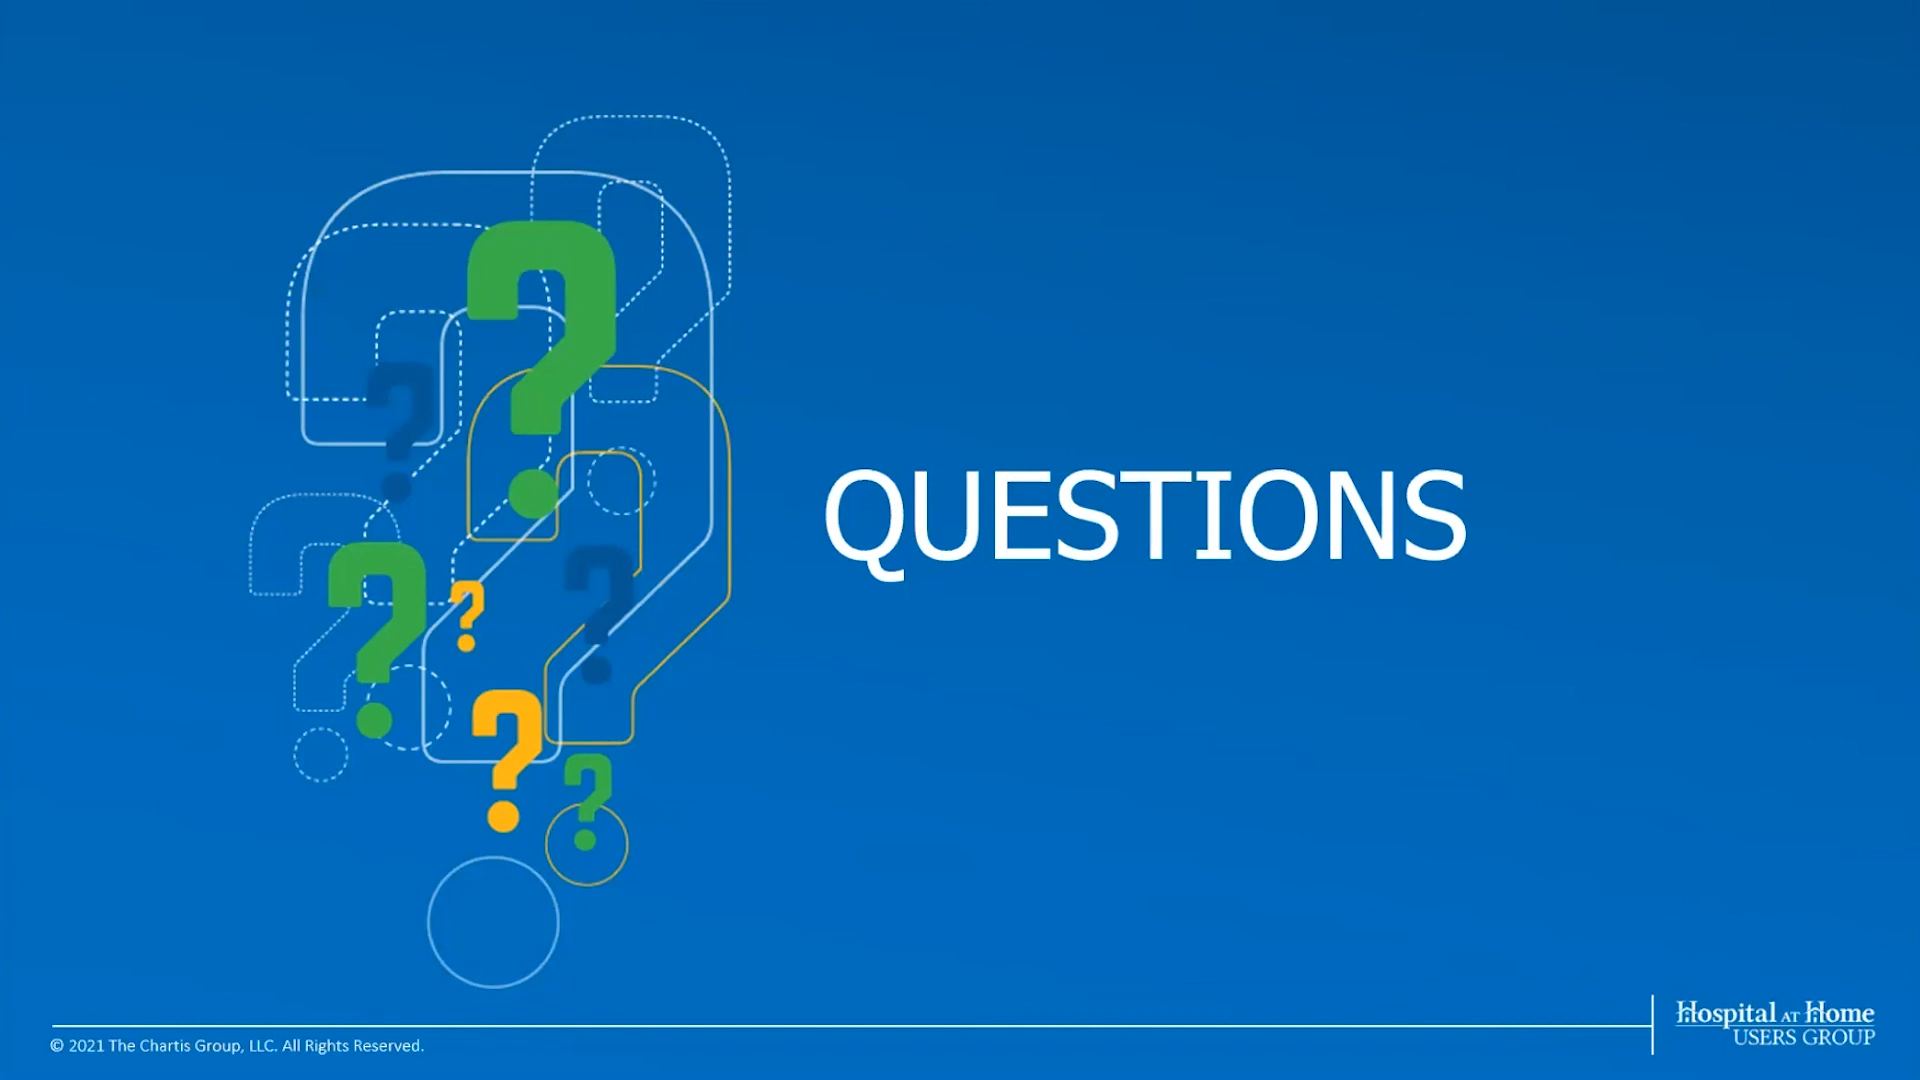 ?
?
?
?
?
?
?
QUESTIONS
© 2021 The Chartis Group, LLC. All Rights Reserved.
Hospital AT Home
USERS GROUP